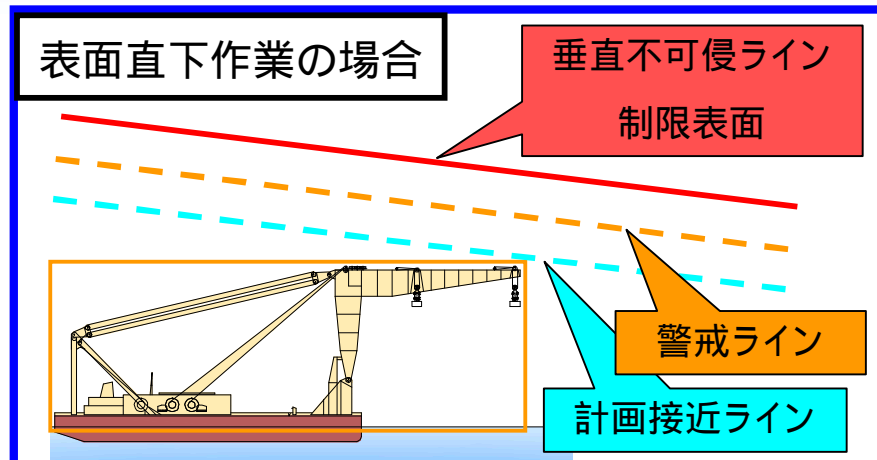 表面直下作業の場合
垂直不可侵ライン
制限表面
警戒ライン
計画接近ライン